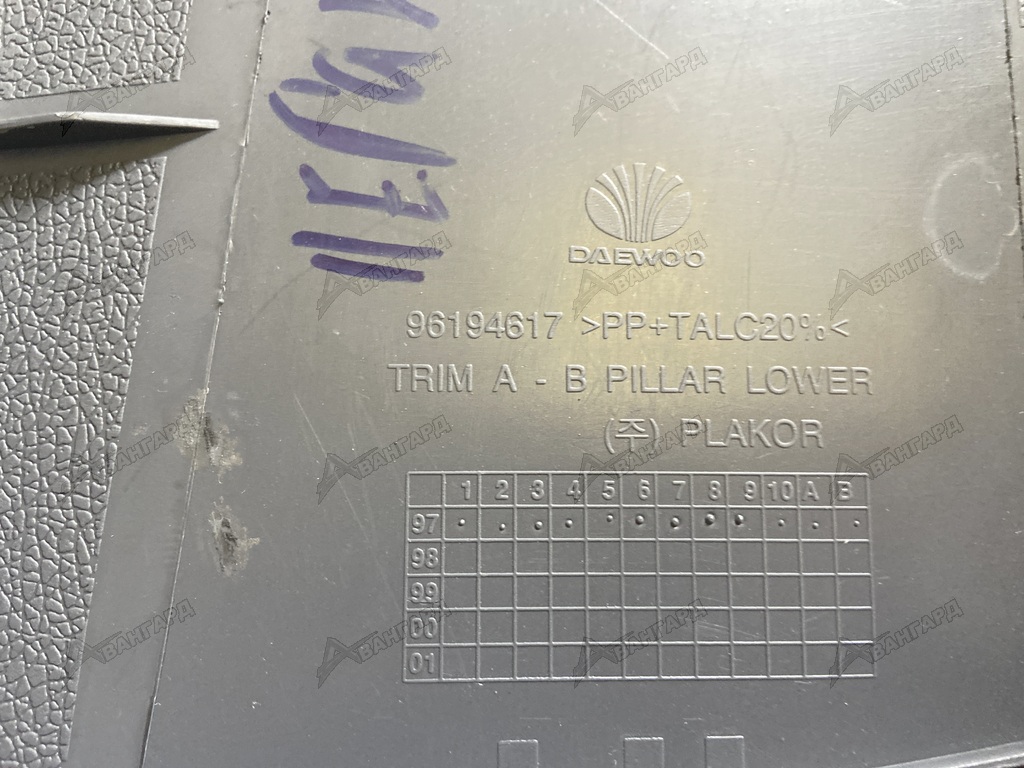 DAEWOO
96194617 >PP+TALC20%<
TRIM A - B PILLAR LOWER
(주) PLAKOR
1 2 3 4 5 6 7 8 9 10 A B
97
98
99
00
01
АВАНГАРД